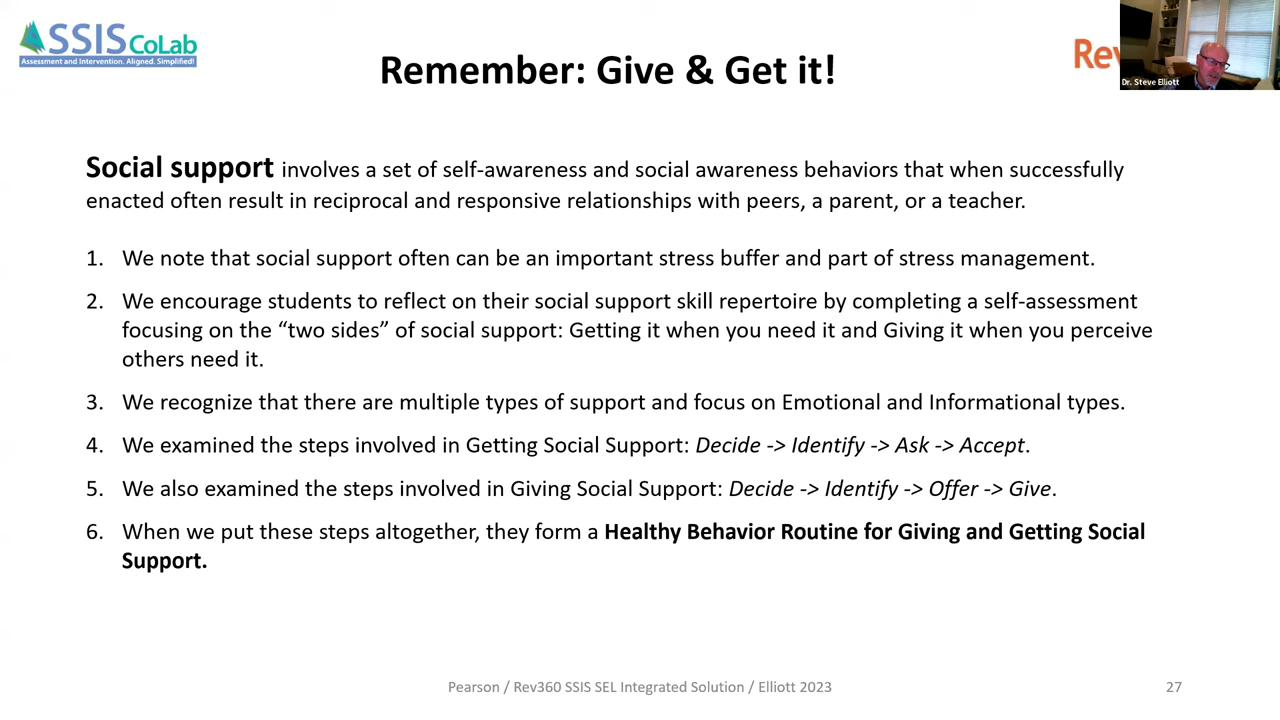 SSIS CoLab
Assessment and Intervention. Aligned. Simplified!
Remember: Give & Get it!
Rev
Dr. Steve Elliott
Social support involves a set of self-awareness and social awareness behaviors that when successfully
enacted often result in reciprocal and responsive relationships with peers, a parent, or a teacher.
1. We note that social support often can be an important stress buffer and part of stress management.
2. We encourage students to reflect on their social support skill repertoire by completing a self-assessment
focusing on the “two sides” of social support: Getting it when you need it and Giving it when you perceive
others need it.
3. We recognize that there are multiple types of support and focus on Emotional and Informational types.
4. We examined the steps involved in Getting Social Support: Decide -> Identify -> Ask -> Accept.
5. We also examined the steps involved in Giving Social Support: Decide -> Identify -> Offer -> Give.
6. When we put these steps altogether, they form a Healthy Behavior Routine for Giving and Getting Social
Support.
Pearson / Rev360 SSIS SEL Integrated Solution / Elliott 2023
27